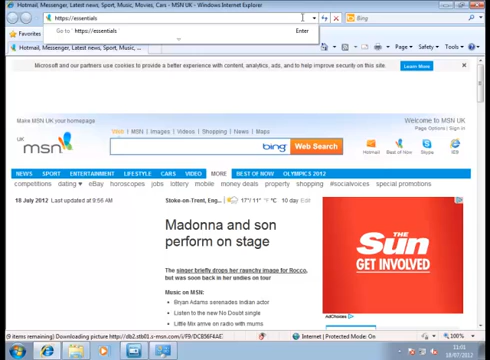 Hotmail, Messenger, Latest news, Sport, Music, Movies, Cars - MSN UK - Windows Internet Explorer
https://essentials
Bing
Go to https://essentials
Enter
Favorites
Hotmail, Messenger, Latest news, Sport, Music, ...
Page
Safety
Tools
Microsoft and our partners use cookies to provide a better experience with content, analytics, ads, and to help improve security on this site.
Learn More
Make MSN UK your homepage
Welcome to MSN UK
Page Options | Sign in
UK
msn
Web | MSN | Images | Videos | Shopping | News | Maps
bing
Web Search
Hotmail
Best of Now
Skype
IE9
NEWS SPORT ENTERTAINMENT LIFESTYLE CARS VIDEO MORE BEST OF NOW OLYMPICS 2012
competitions dating eBay horoscopes jobs lottery mobile money deals property shopping #socialvoices special promotions
18 July 2012 Last updated at 9:56 AM
Stoke-on-Trent, Eng...
17°/11° °F °C 10 day Edit
Madonna and son
perform on stage
The singer briefly drops her raunchy image for Rocco,
but was soon back in her undies on tour
Music on MSN:
Bryan Adams serenades Indian actor
Listen to the new No Doubt single
Little Mix arrive on radio with mums
The Sun
GET INVOLVED
AdChoices
Internet | Protected Mode: On
100%
11:01
18/07/2012